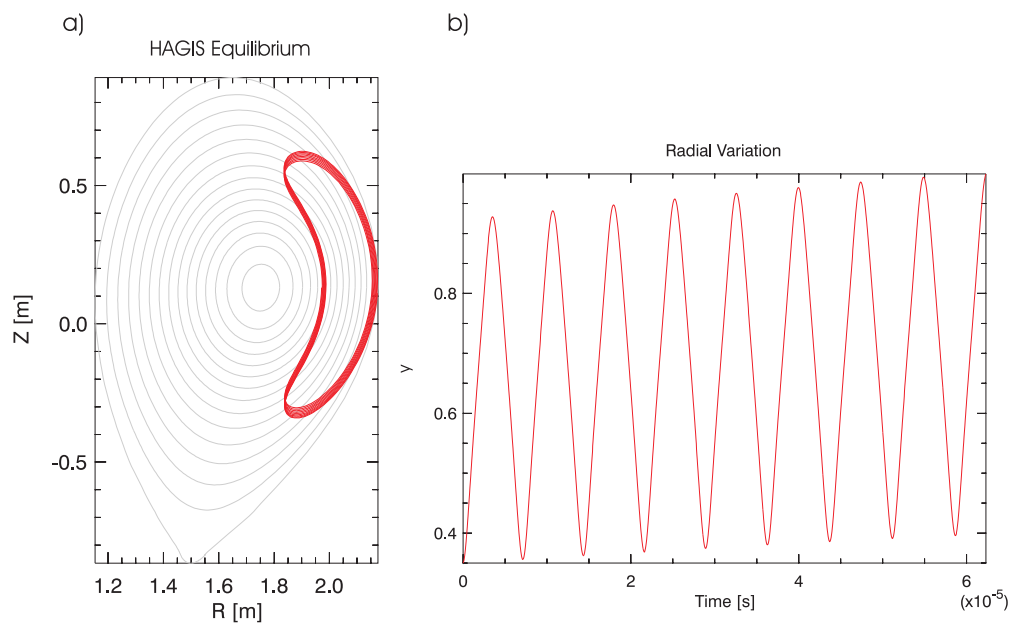 a)
HAGIS Equilibrium
0.5
0.0
-0.5
Z [m]
1.2 1.4 1.6 1.8 2.0
R [m]
b)
Radial Variation
0.8
0.6
0.4
y
0 2 4 6
Time [s]
(x10-5)